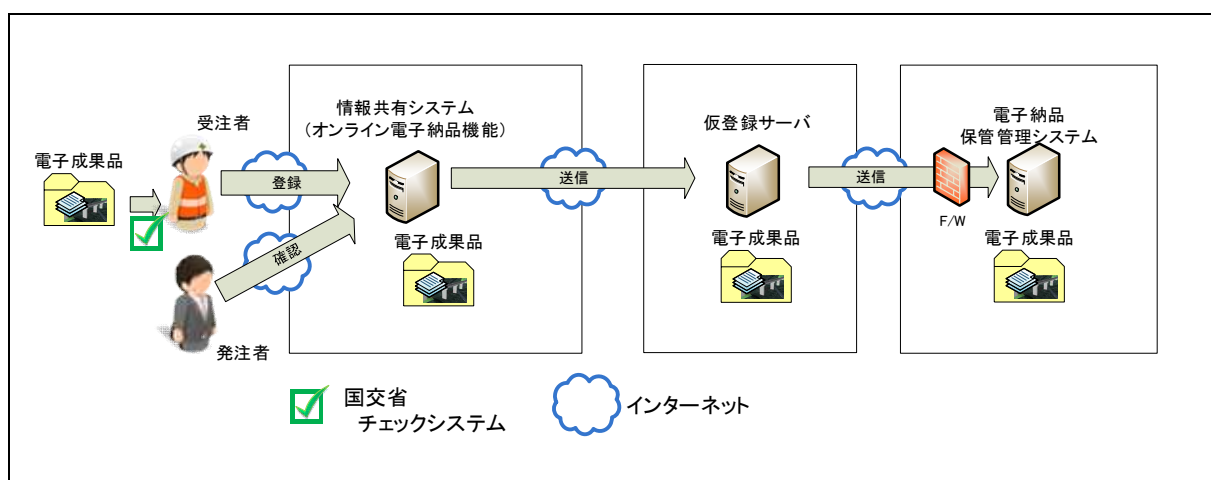 電子成果品
受注者
登録
確認
発注者
情報共有システム
（オンライン電子納品機能）
電子成果品
送信
仮登録サーバ
電子成果品
送信
F/W
電子納品
保管管理システム
電子成果品
国交省
チェックシステム
インターネット